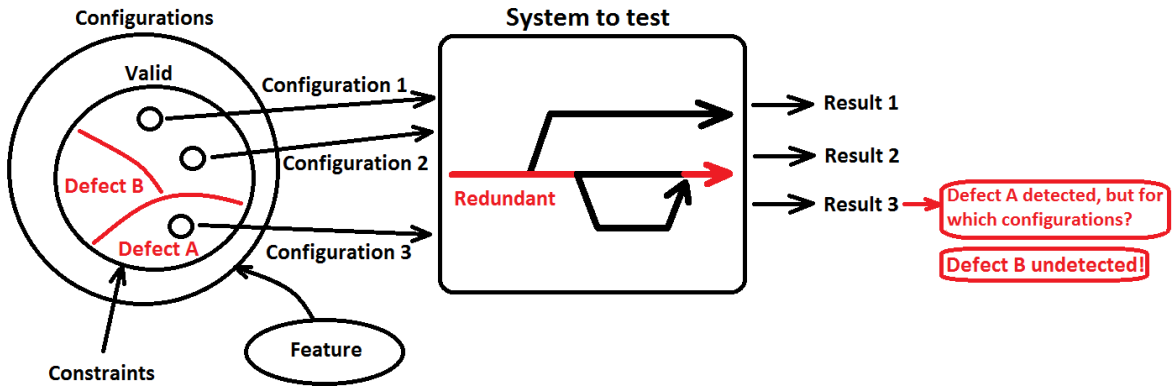 Configurations
System to test
Valid
Configuration 1
Result 1
Configuration 2
Result 2
Defect B
Redundant
Result 3
Defect A detected, but for
which configurations?
Defect A
Configuration 3
Defect B undetected!
Feature
Constraints